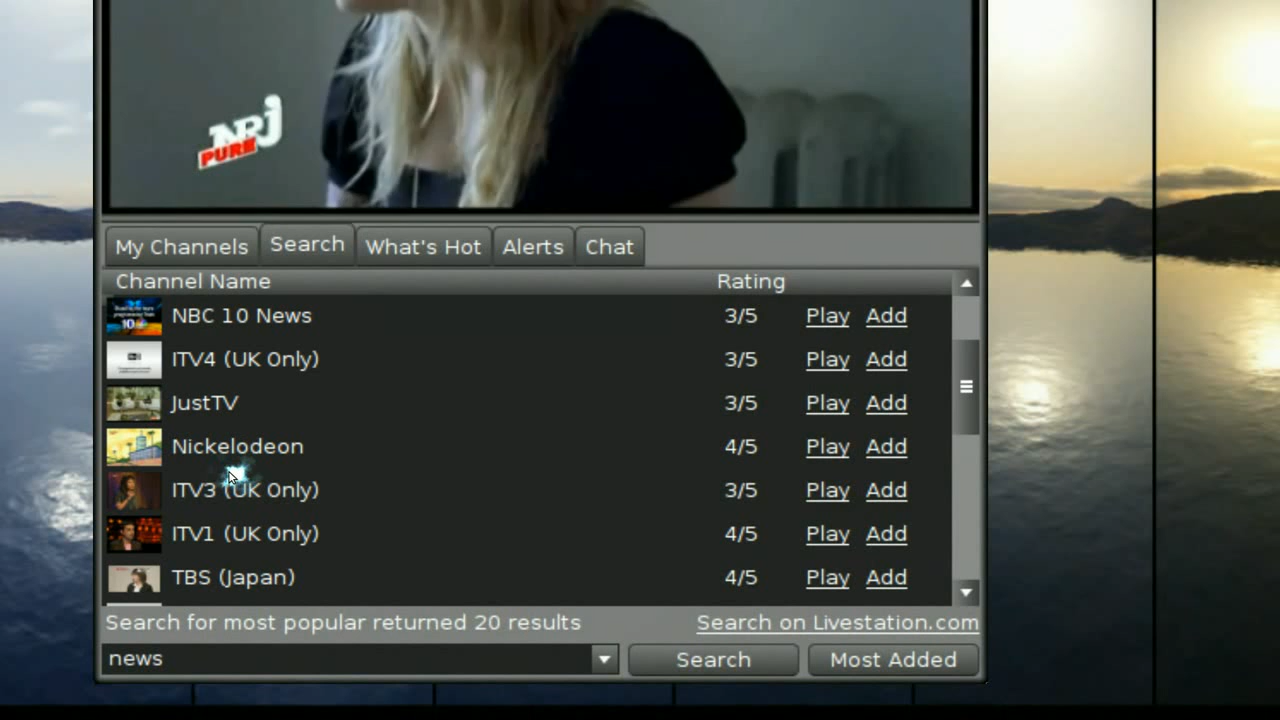 NRJ
PURE
My Channels Search What's Hot Alerts Chat
Channel Name Rating
NBC 10 News 3/5 Play Add
ITV4 (UK Only) 3/5 Play Add
JustTV 3/5 Play Add
Nickelodeon 4/5 Play Add
ITV3 (UK Only) 3/5 Play Add
ITV1 (UK Only) 4/5 Play Add
TBS (Japan) 4/5 Play Add
Search for most popular returned 20 results Search on Livestation.com
news Search Most Added